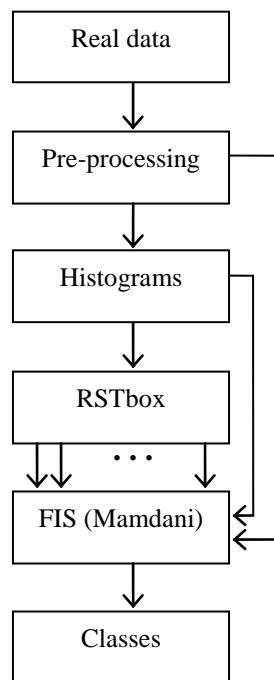 Real data
Pre-processing
Histograms
RSTbox
...
FIS (Mamdani)
Classes